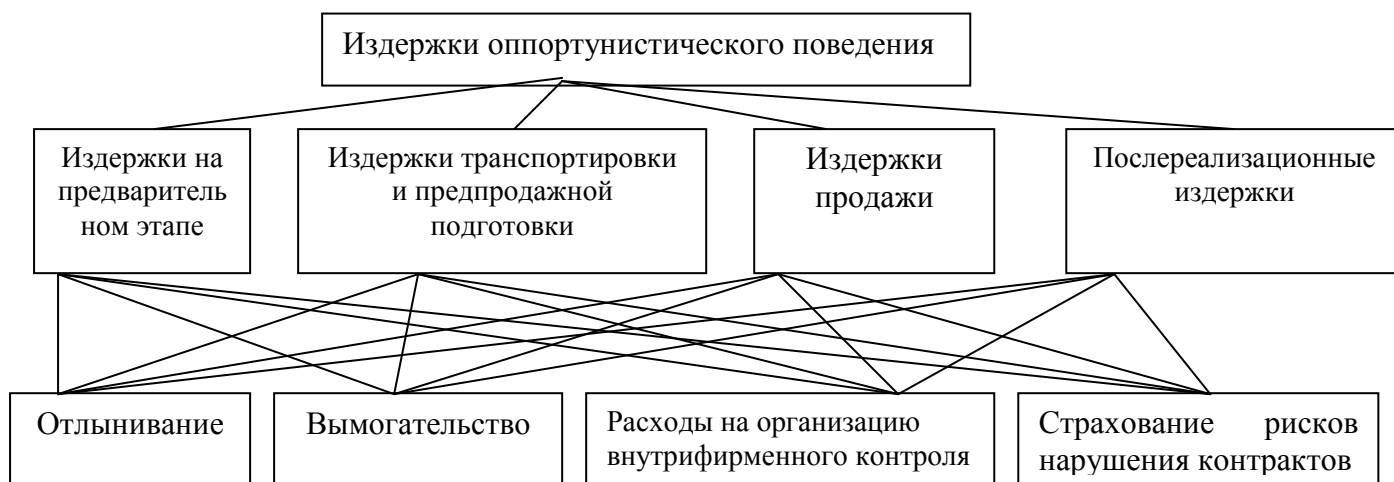 Издержки оппортунистического поведения
Издержки на
предваритель
ном этапе
Издержки транспортировки
и предпродажной
подготовки
Издержки
продажи
Послереализационные
издержки
Отлынивание
Вымогательство
Расходы на организацию
внутрифирменного контроля
Страхование рисков
нарушения контрактов